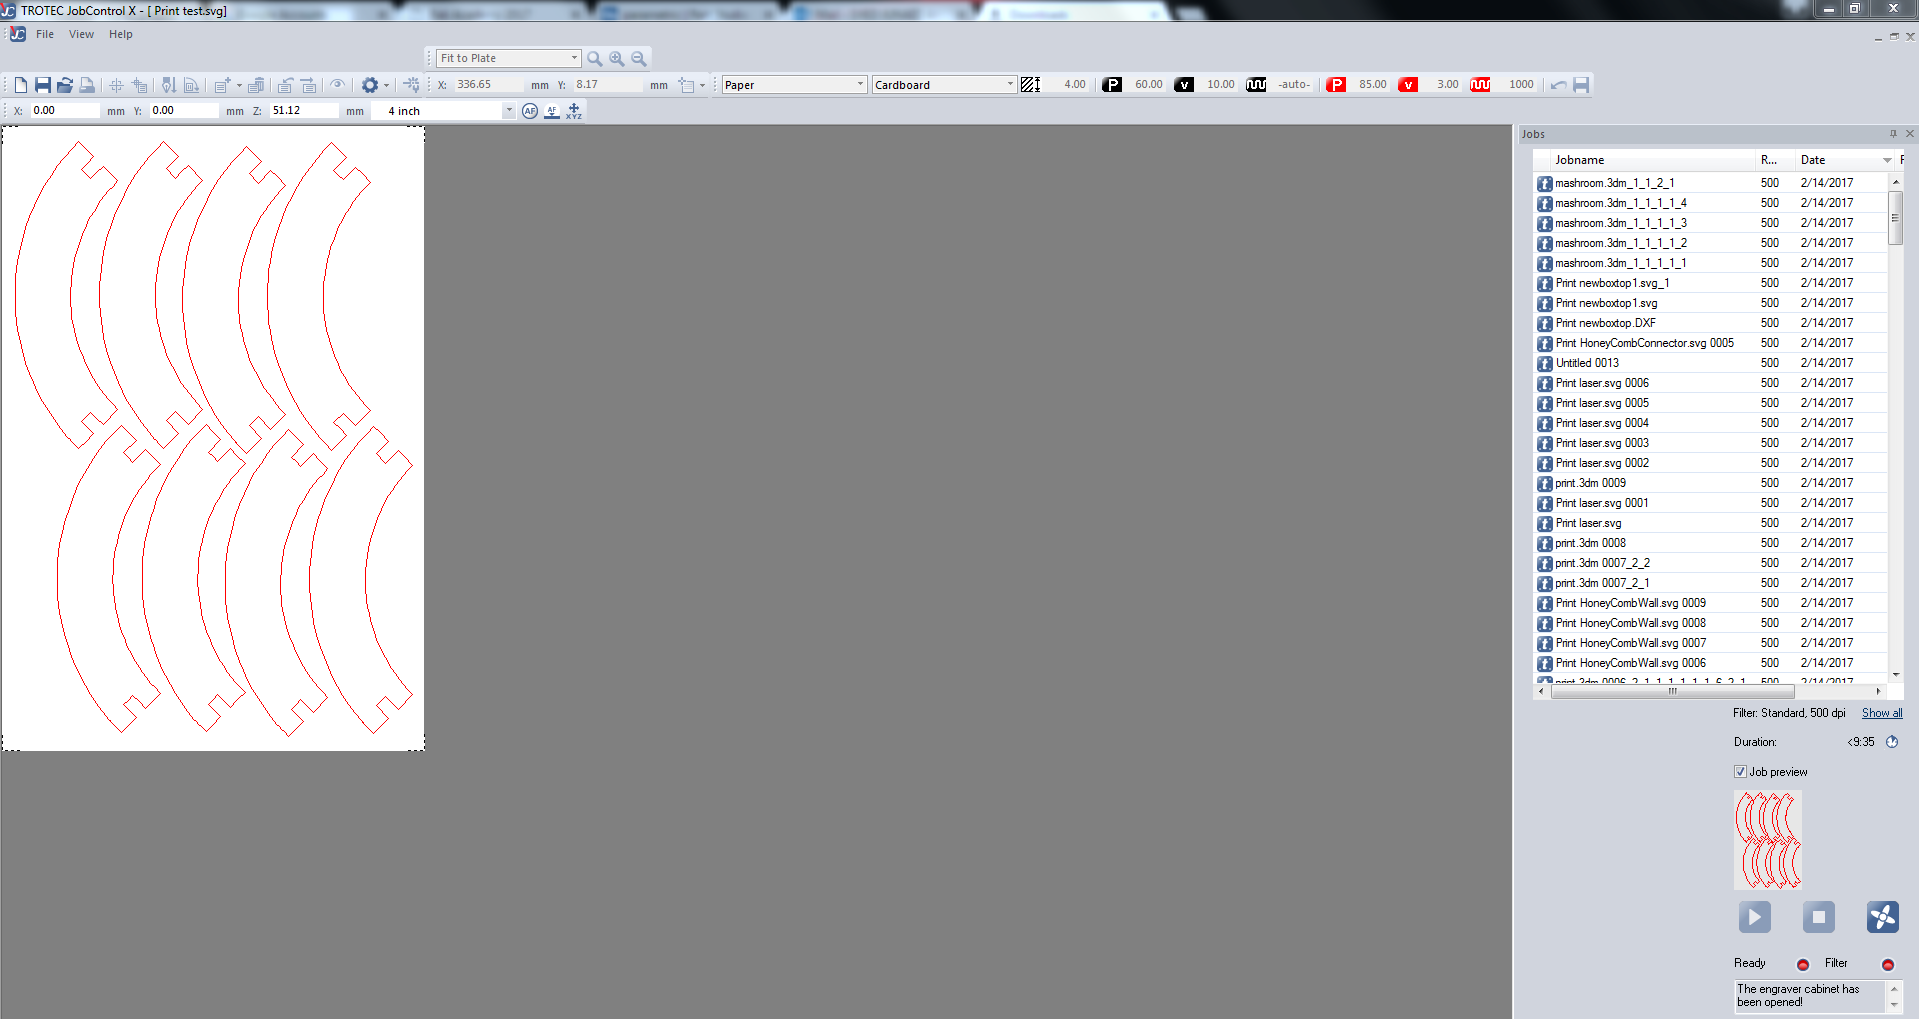 TROTEC JobControl X - [ Print test.svg]
File View Help
Fit to Plate
X: 336.65 mm Y: 8.17 mm Paper Cardboard 4.00 P 60.00 v 10.00 -auto- P 85.00 v 3.00 1000
X: 0.00 mm Y: 0.00 mm Z: 51.12 mm 4 inch AF AF XYZ
Jobs
Jobname R... Date
mashroom.3dm_1_1_2_1 500 2/14/2017
mashroom.3dm_1_1_1_1_4 500 2/14/2017
mashroom.3dm_1_1_1_1_3 500 2/14/2017
mashroom.3dm_1_1_1_1_2 500 2/14/2017
mashroom.3dm_1_1_1_1_1 500 2/14/2017
Print newboxtop1.svg_1 500 2/14/2017
Print newboxtop1.svg 500 2/14/2017
Print newboxtop.DXF 500 2/14/2017
Print HoneyCombConnector.svg 0005 500 2/14/2017
Untitled 0013 500 2/14/2017
Print laser.svg 0006 500 2/14/2017
Print laser.svg 0005 500 2/14/2017
Print laser.svg 0004 500 2/14/2017
Print laser.svg 0003 500 2/14/2017
Print laser.svg 0002 500 2/14/2017
print.3dm 0009 500 2/14/2017
Print laser.svg 0001 500 2/14/2017
Print laser.svg 500 2/14/2017
print.3dm 0008 500 2/14/2017
print.3dm 0007_2_2 500 2/14/2017
print.3dm 0007_2_1 500 2/14/2017
Print HoneyCombWall.svg 0009 500 2/14/2017
Print HoneyCombWall.svg 0008 500 2/14/2017
Print HoneyCombWall.svg 0007 500 2/14/2017
Print HoneyCombWall.svg 0006 500 2/14/2017
Filter: Standard, 500 dpi Show all
Duration: <9:35
Job preview
Ready Filter
The engraver cabinet has
been opened!